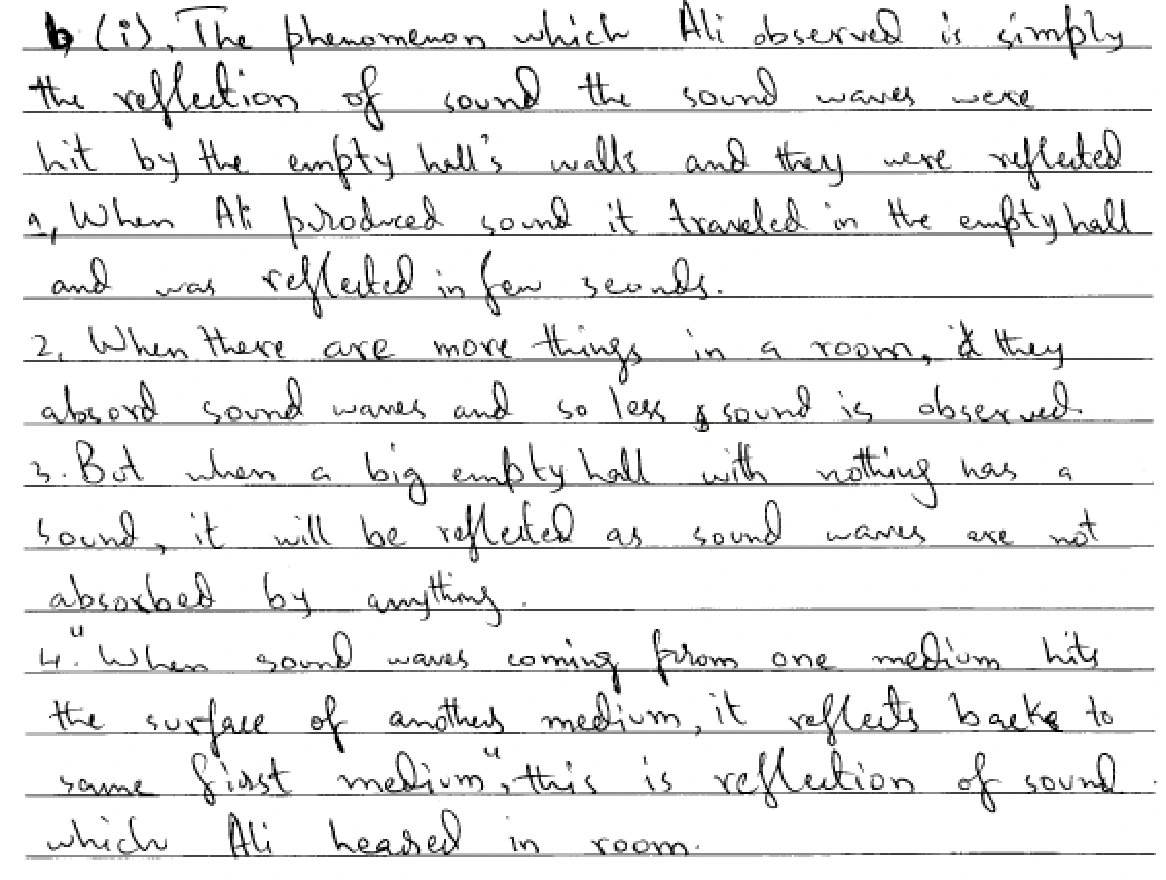 b (i), The phenomenon which Ali observed is simply
the reflection of sound the sound waves were
hit by the empty hall's walls and they were reflected
1, When Ali produced sound it traveled in the empty hall
and was reflected in few seconds.
2, When there are more things in a room, they
absord sound waves and so less sound is observed.
3. But when a big empty hall with nothing has a
sound, it will be reflected as sound waves are not
absorbed by anything.
4." When sound waves coming from one medium hits
the surface of another medium, it reflects back to
same first medium", this is reflection of sound
which Ali heared in room.